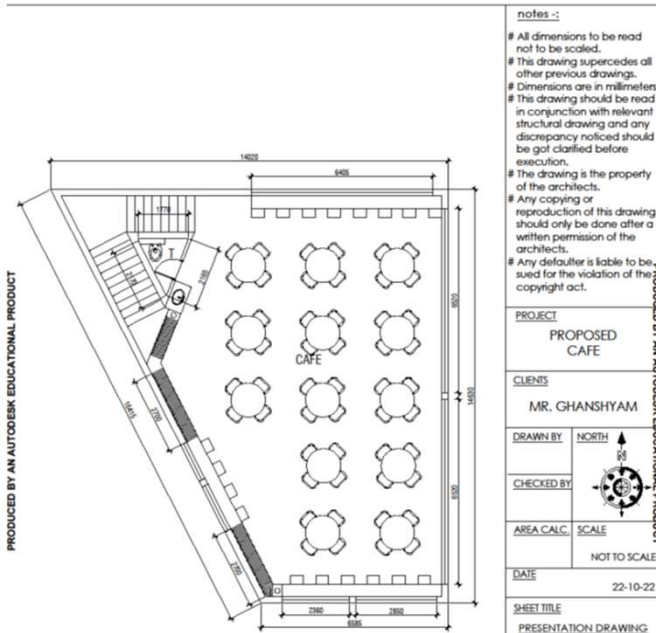 notes -:
# All dimensions to be read
not to be scaled.
# This drawing supercedes all
other previous drawings.
# Dimensions are in millimeters
# This drawing should be read
in conjunction with relevant
structural drawing and any
discrepancy noticed should
be got clarified before
execution.
# The drawing is the property
of the architects.
# Any copying or
reproduction of this drawing
should only be done after a
written permission of the
architects.
# Any defaulter is liable to be
sued for the violation of the
copyright act.
PROJECT
PROPOSED
CAFE
CLIENTS
MR. GHANSHYAM
DRAWN BY
NORTH
N
CHECKED BY
AREA CALC.
SCALE
NOT TO SCALE
DATE
22-10-22
SHEET TITLE
PRESENTATION DRAWING
PRODUCED BY AN AUTODESK EDUCATIONAL PRODUCT
14020
6405
1770
T
2185
CAFE
16415
2700
2700
2360
2850
6585
6520